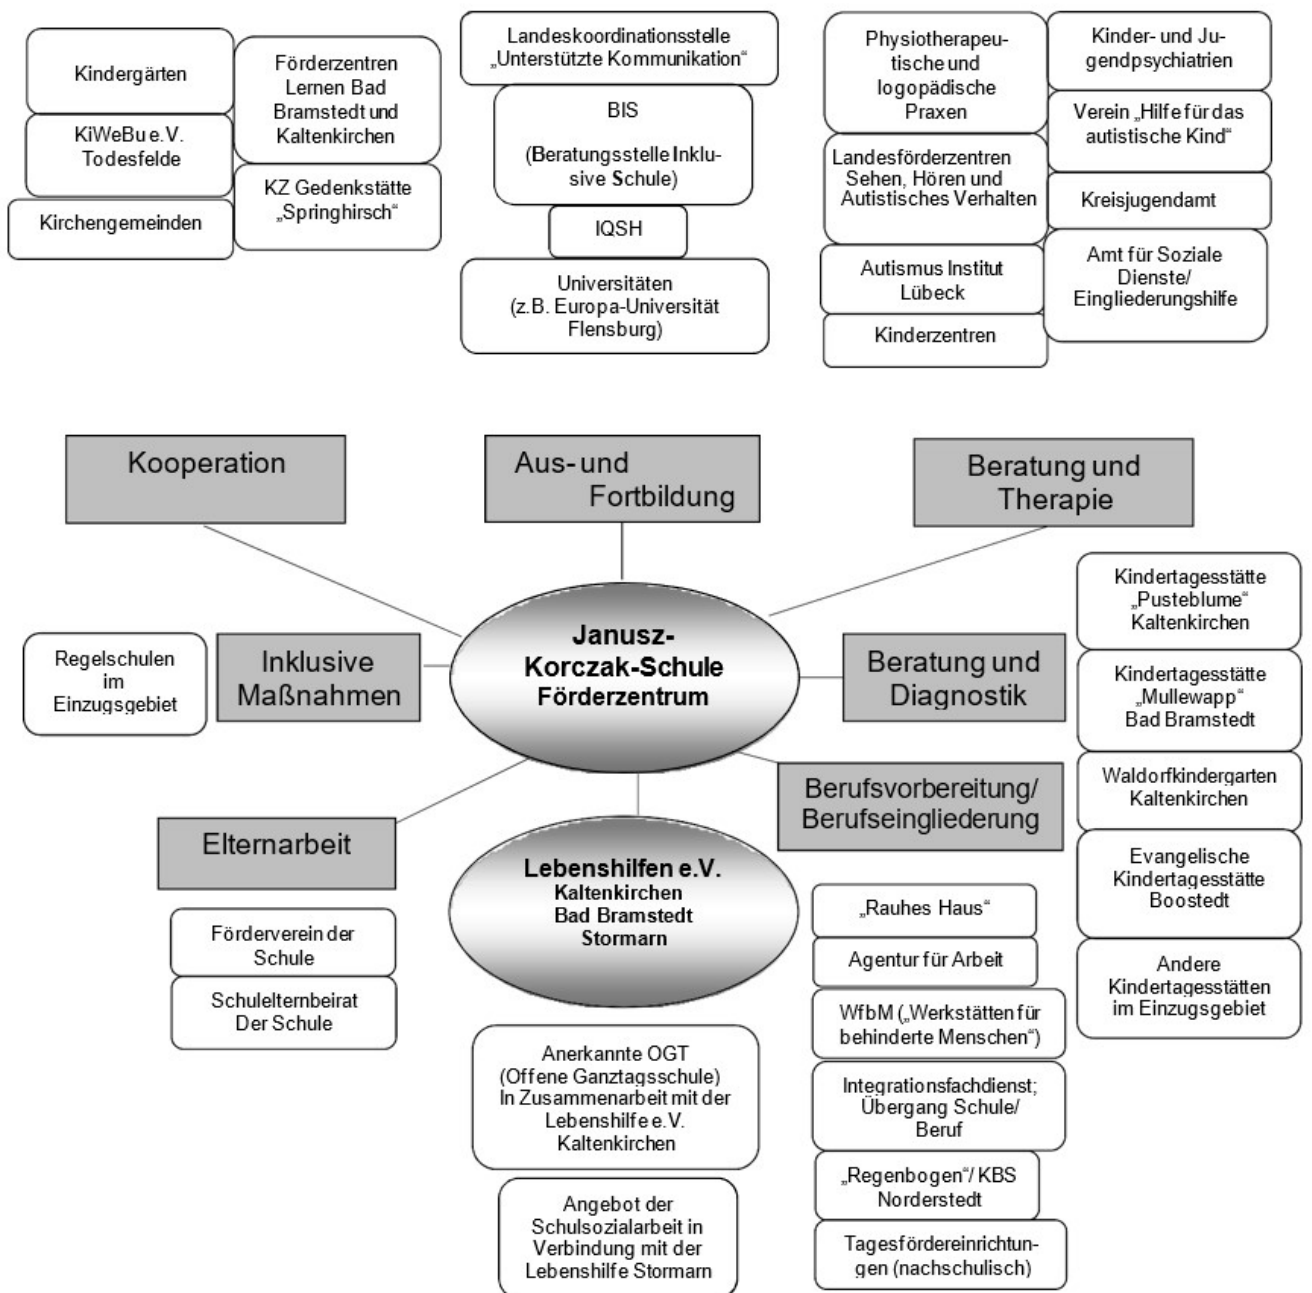 Kindergärten
KiWeBu e.V.
Todesfelde
Kirchengemeinden
Förderzentren
Lernen Bad
Bramstedt und
Kaltenkirchen
KZ Gedenkstätte
„Springhirsch“
Landeskoordinationsstelle
„Unterstützte Kommunikation“
BIS
(Beratungsstelle Inklu-
sive Schule)
IQSH
Universitäten
(z.B. Europa-Universität
Flensburg)
Physiotherapeu-
tische und
logopädische
Praxen
Landesförderzentren
Sehen, Hören und
Autistisches Verhalten
Autismus Institut
Lübeck
Kinderzentren
Kinder- und Ju-
gendpsychiatrien
Verein „Hilfe für das
autistische Kind“
Kreisjugendamt
Amt für Soziale
Dienste/
Eingliederungshilfe
Kooperation
Aus- und
Fortbildung
Beratung und
Therapie
Regelschulen
im
Einzugsgebiet
Inklusive
Maßnahmen
Janusz-
Korczak-Schule
Förderzentrum
Beratung und
Diagnostik
Kindertagesstätte
„Pusteblume“
Kaltenkirchen
Kindertagesstätte
„Mullewapp“
Bad Bramstedt
Waldorfkindergarten
Kaltenkirchen
Evangelische
Kindertagesstätte
Boostedt
Andere
Kindertagesstätten
im Einzugsgebiet
Elternarbeit
Förderverein der
Schule
Schulelternbeirat
Der Schule
Lebenshilfen e.V.
Kaltenkirchen
Bad Bramstedt
Stormarn
Anerkannte OGT
(Offene Ganztagsschule)
In Zusammenarbeit mit der
Lebenshilfe e.V.
Kaltenkirchen
Angebot der
Schulsozialarbeit in
Verbindung mit der
Lebenshilfe Stormarn
Berufsvorbereitung/
Berufseingliederung
„Rauhes Haus“
Agentur für Arbeit
WfbM („Werkstätten für
behinderte Menschen“)
Integrationsfachdienst;
Übergang Schule/
Beruf
„Regenbogen“/ KBS
Norderstedt
Tagesfördereinrichtun-
gen (nachschulisch)